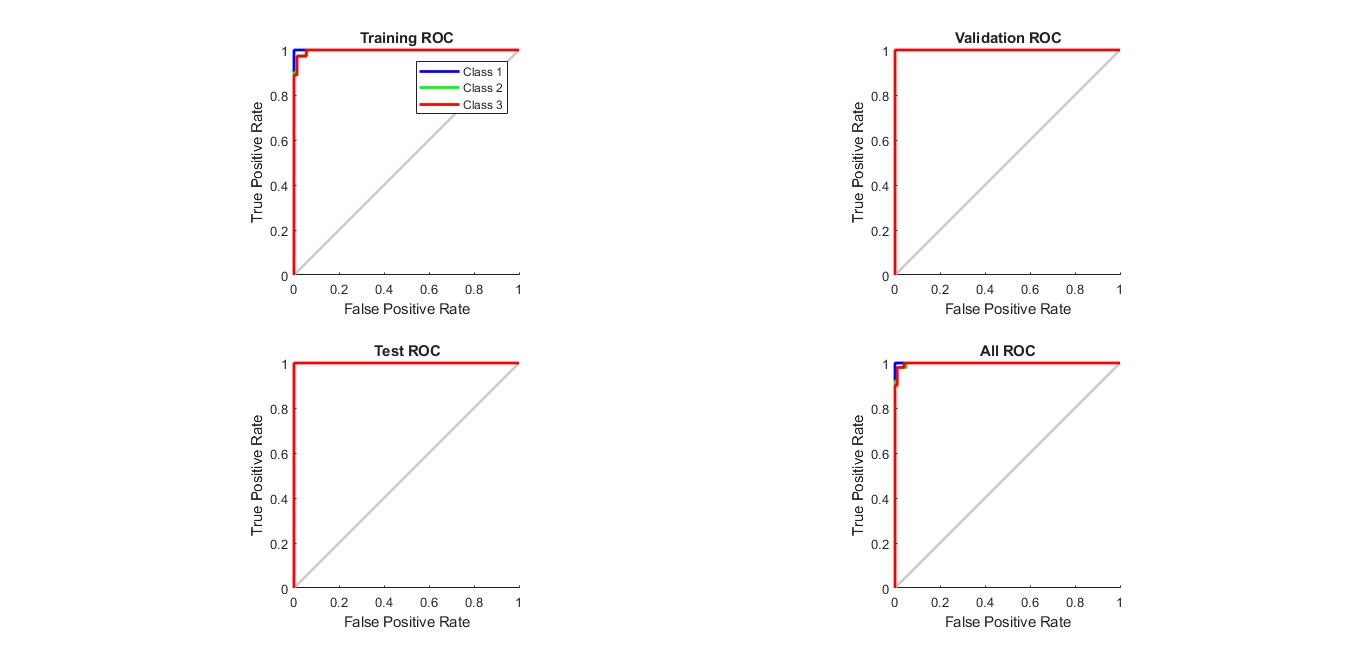 Training ROC
1
0.8
0.6
0.4
0.2
0
True Positive Rate
Class 1
Class 2
Class 3
0 0.2 0.4 0.6 0.8 1
False Positive Rate
Validation ROC
1
0.8
0.6
0.4
0.2
0
True Positive Rate
0 0.2 0.4 0.6 0.8 1
False Positive Rate
Test ROC
1
0.8
0.6
0.4
0.2
0
True Positive Rate
0 0.2 0.4 0.6 0.8 1
False Positive Rate
All ROC
1
0.8
0.6
0.4
0.2
0
True Positive Rate
0 0.2 0.4 0.6 0.8 1
False Positive Rate